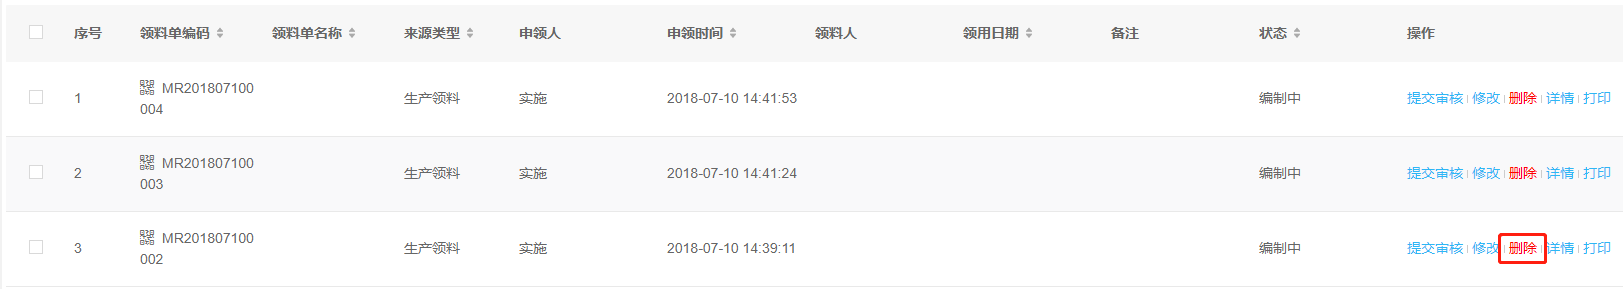 序号 领料单编码 领料单名称 来源类型 申领人 申领时间 领料人 领用日期 备注 状态 操作
1 MR201807100 生产领料 实施 2018-07-10 14:41:53 编制中 提交审核 修改 删除 详情 打印
004
2 MR201807100 生产领料 实施 2018-07-10 14:41:24 编制中 提交审核 修改 删除 详情 打印
003
3 MR201807100 生产领料 实施 2018-07-10 14:39:11 编制中 提交审核 修改 删除 详情 打印
002